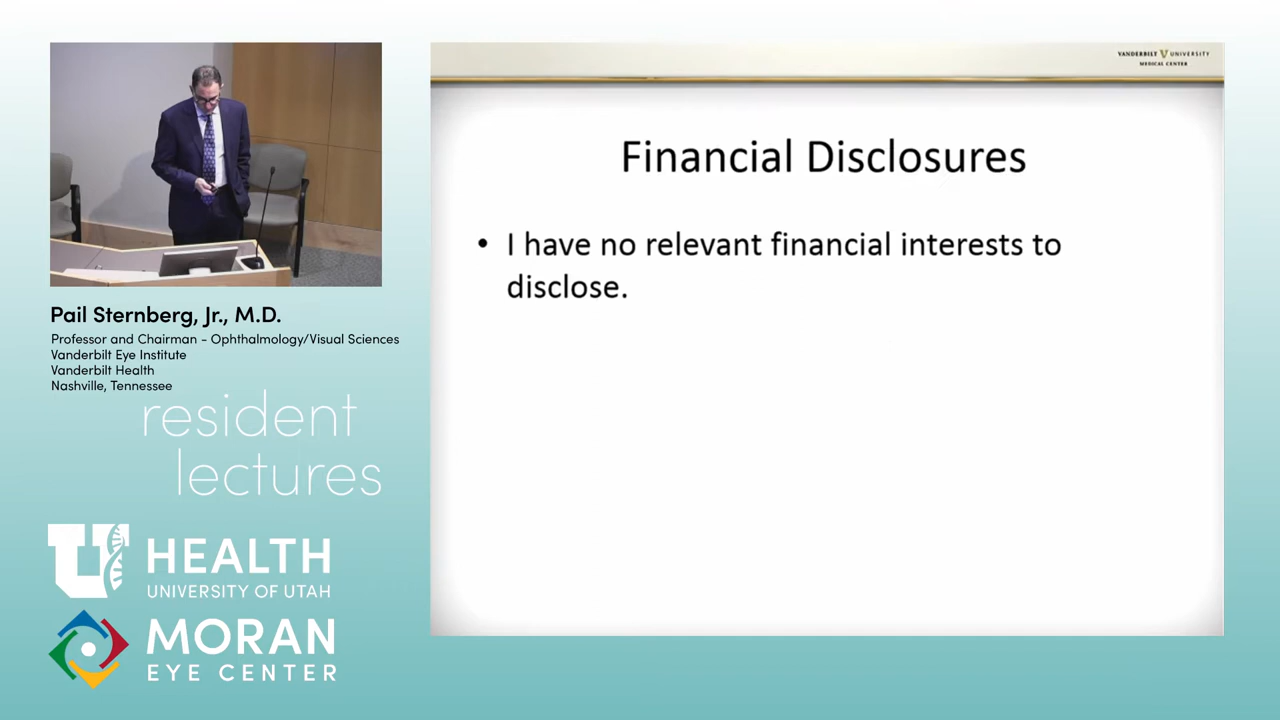 VANDERBILT V UNIVERSITY
MEDICAL CENTER
Financial Disclosures
• I have no relevant financial interests to
disclose.
Pail Sternberg, Jr., M.D.
Professor and Chairman - Ophthalmology/Visual Sciences
Vanderbilt Eye Institute
Vanderbilt Health
Nashville, Tennessee
resident
lectures
U HEALTH
UNIVERSITY OF UTAH
MORAN
EYE CENTER